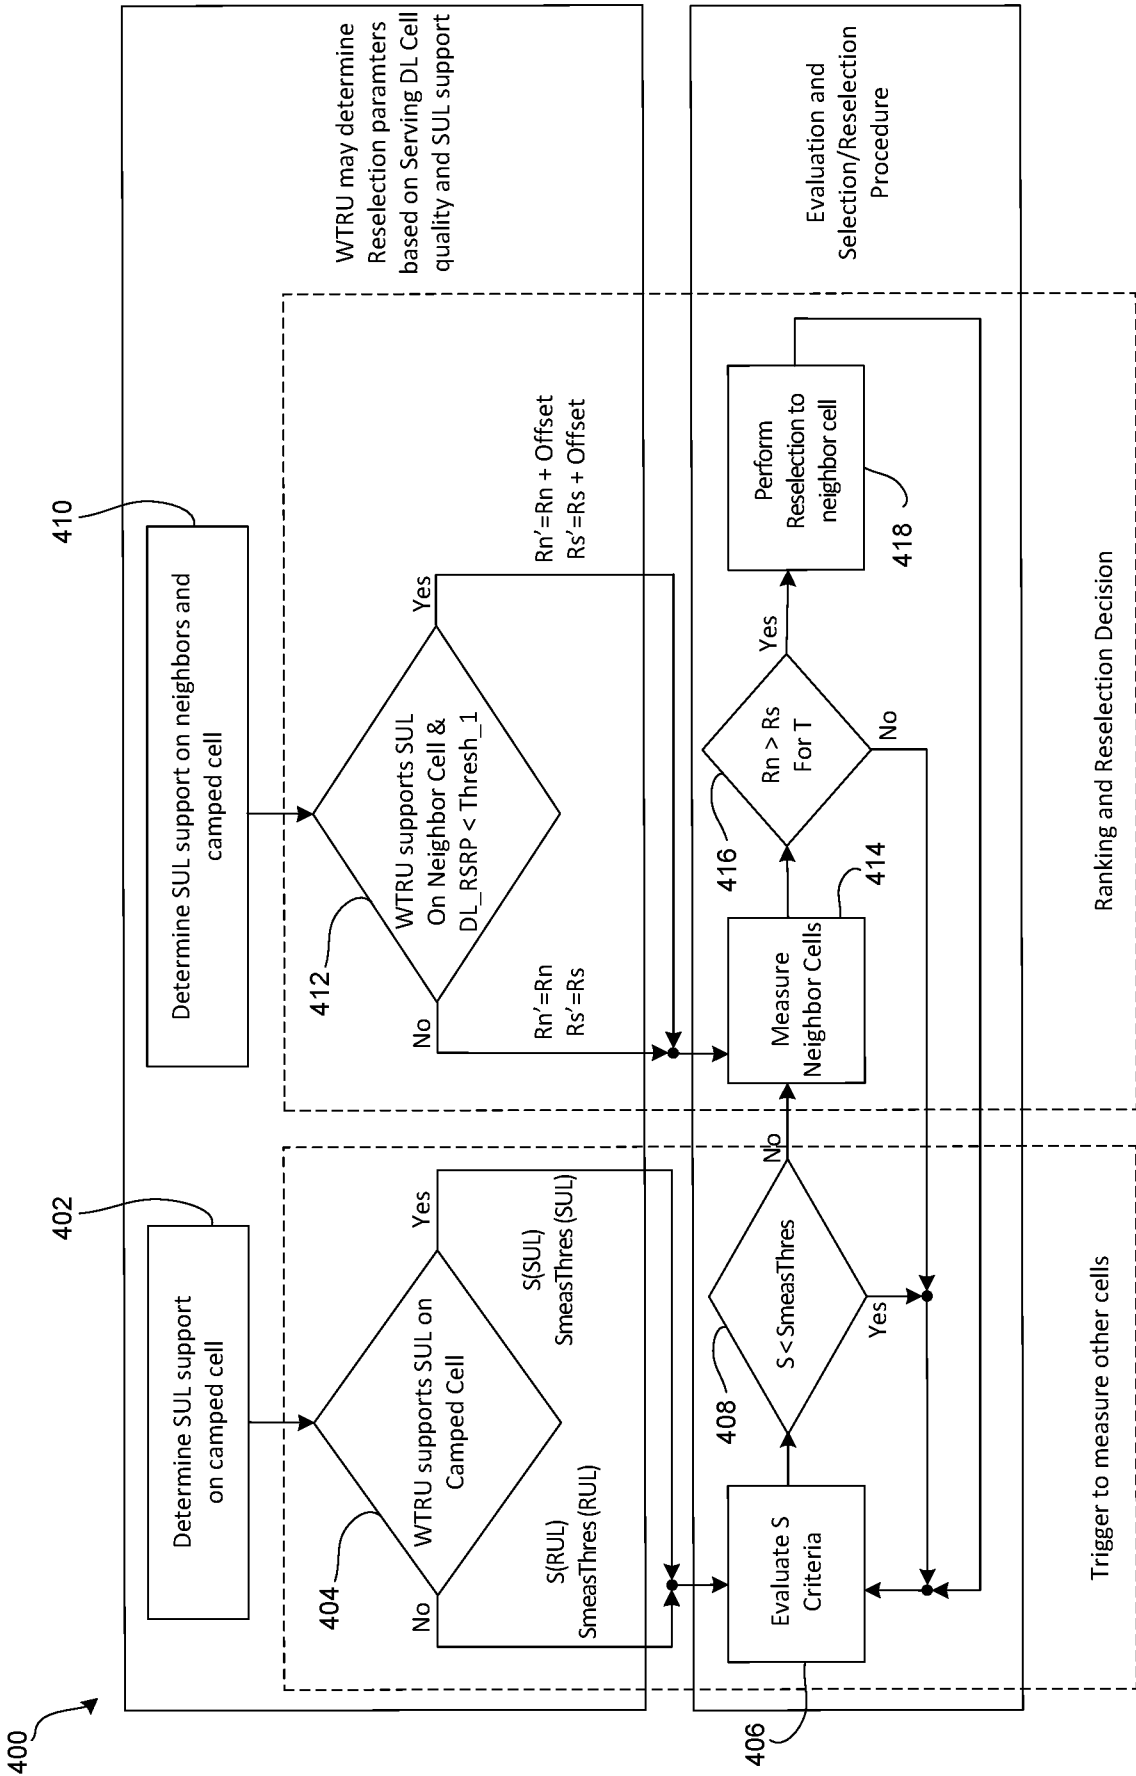 400
402
Determine SUL support
on camped cell
404
WTRU supports SUL on
Camped Cell
No
Yes
S(RUL)
SmeasThres (RUL)
S(SUL)
SmeasThres (SUL)
410
Determine SUL support on neighbors and
camped cell
412
WTRU supports SUL
On Neighbor Cell &
DL_RSRP < Thresh_1
No
Yes
Rn’=Rn
Rs’=Rs
Rn’=Rn + Offset
Rs’=Rs + Offset
WTRU may determine
Reselection paramters
based on Serving DL Cell
quality and SUL support
406
Evaluate S
Criteria
408
S < SmeasThres
No
Yes
Measure
Neighbor Cells
414
416
Rn > Rs
For T
Yes
No
Perform
Reselection to
neighbor cell
418
Evaluation and
Selection/Reselection
Procedure
Trigger to measure other cells
Ranking and Reselection Decision